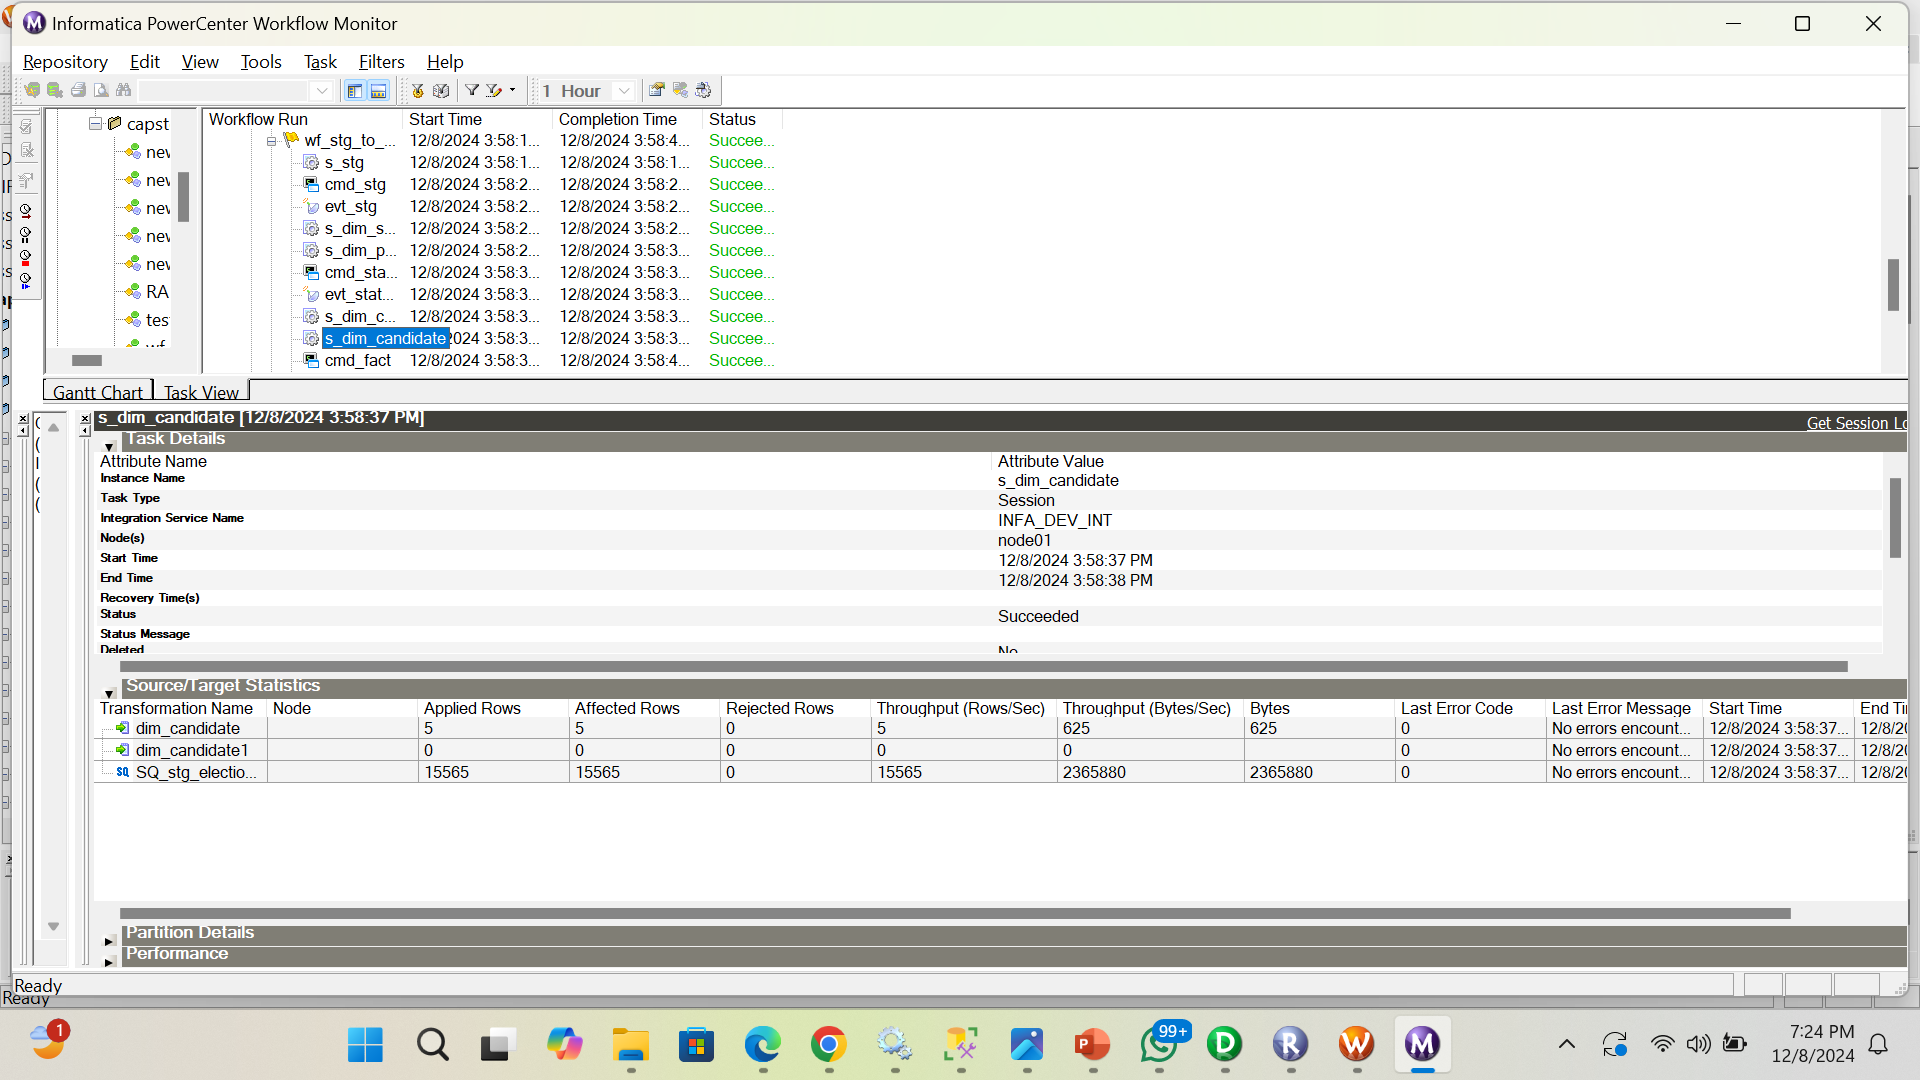 Informatica PowerCenter Workflow Monitor
Repository Edit View Tools Task Filters Help
1 Hour
capst
new
new
new
new
new
RA
tes
wf
Workflow Run Start Time Completion Time Status
wf_stg_to_... 12/8/2024 3:58:1... 12/8/2024 3:58:4... Succee...
s_stg 12/8/2024 3:58:1... 12/8/2024 3:58:1... Succee...
cmd_stg 12/8/2024 3:58:2... 12/8/2024 3:58:2... Succee...
evt_stg 12/8/2024 3:58:2... 12/8/2024 3:58:2... Succee...
s_dim_s... 12/8/2024 3:58:2... 12/8/2024 3:58:2... Succee...
s_dim_p... 12/8/2024 3:58:2... 12/8/2024 3:58:3... Succee...
cmd_sta... 12/8/2024 3:58:3... 12/8/2024 3:58:3... Succee...
evt_stat... 12/8/2024 3:58:3... 12/8/2024 3:58:3... Succee...
s_dim_c... 12/8/2024 3:58:3... 12/8/2024 3:58:3... Succee...
s_dim_candidate 2024 3:58:3... 12/8/2024 3:58:3... Succee...
cmd_fact 12/8/2024 3:58:3... 12/8/2024 3:58:4... Succee...
Gantt Chart Task View
s_dim_candidate [12/8/2024 3:58:37 PM] Get Session Lo
Task Details
Attribute Name Attribute Value
Instance Name s_dim_candidate
Task Type Session
Integration Service Name INFA_DEV_INT
Node(s) node01
Start Time 12/8/2024 3:58:37 PM
End Time 12/8/2024 3:58:38 PM
Recovery Time(s)
Status Succeeded
Status Message
Deleted No
Source/Target Statistics
Transformation Name Node Applied Rows Affected Rows Rejected Rows Throughput (Rows/Sec) Throughput (Bytes/Sec) Bytes Last Error Code Last Error Message Start Time End Ti
dim_candidate 5 5 0 5 625 625 0 No errors encount... 12/8/2024 3:58:37... 12/8/20
dim_candidate1 0 0 0 0 0 0 No errors encount... 12/8/2024 3:58:37... 12/8/20
SQ SQ_stg_electio... 15565 15565 0 15565 2365880 2365880 0 No errors encount... 12/8/2024 3:58:37... 12/8/20
Partition Details
Performance
Ready
Ready
1
99+
7:24 PM
12/8/2024